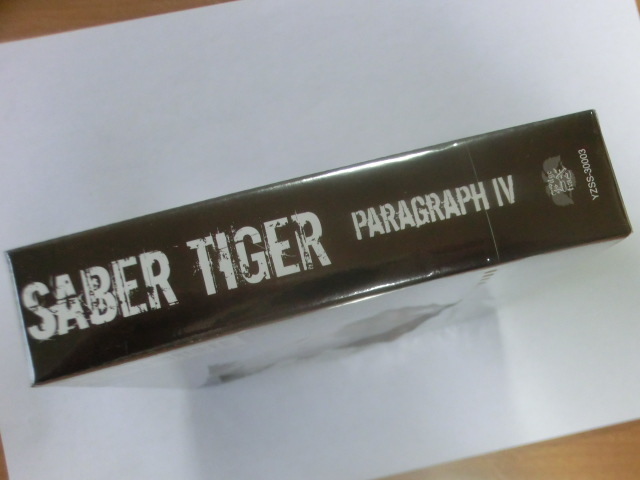 SABER TIGER
PARAGRAPH IV
YZSS-30003